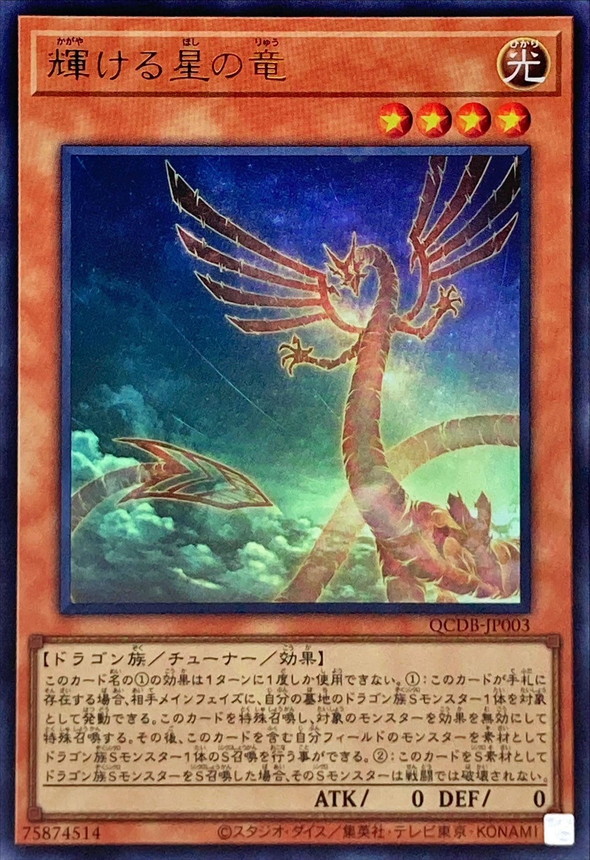 輝ける星の竜
光
QCDB-JP003
【ドラゴン族／チューナー／効果】
このカード名の①の効果は1ターンに1度しか使用できない。①：このカードが手札に
存在する場合、相手メインフェイズに、自分の墓地のドラゴン族Sモンスター1体を対象
として発動できる。このカードを特殊召喚し、対象のモンスターを効果を無効にして
特殊召喚する。その後、このカードを含む自分フィールドのモンスターを素材として
ドラゴン族Sモンスター1体のS召喚を行う事ができる。②：このカードをS素材として
ドラゴン族SモンスターをS召喚した場合、そのSモンスターは戦闘では破壊されない。
ATK/ 0 DEF/ 0
75874514 ©スタジオ・ダイス／集英社・テレビ東京・KONAMI